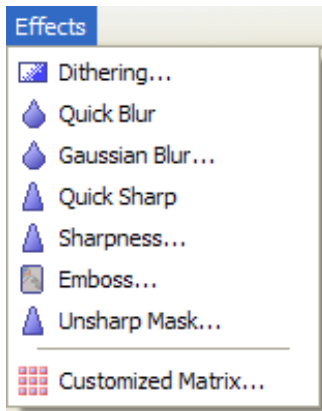 Effects
Dithering...
Quick Blur
Gaussian Blur...
Quick Sharp
Sharpness...
Emboss...
Unsharp Mask...
Customized Matrix...